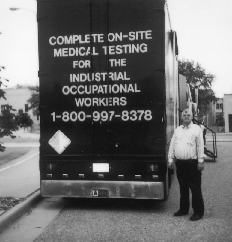 COMPLETE ON-SITE
MEDICAL TESTING
FOR THE
INDUSTRIAL
OCCUPATIONAL
WORKERS
1-800-997-8378